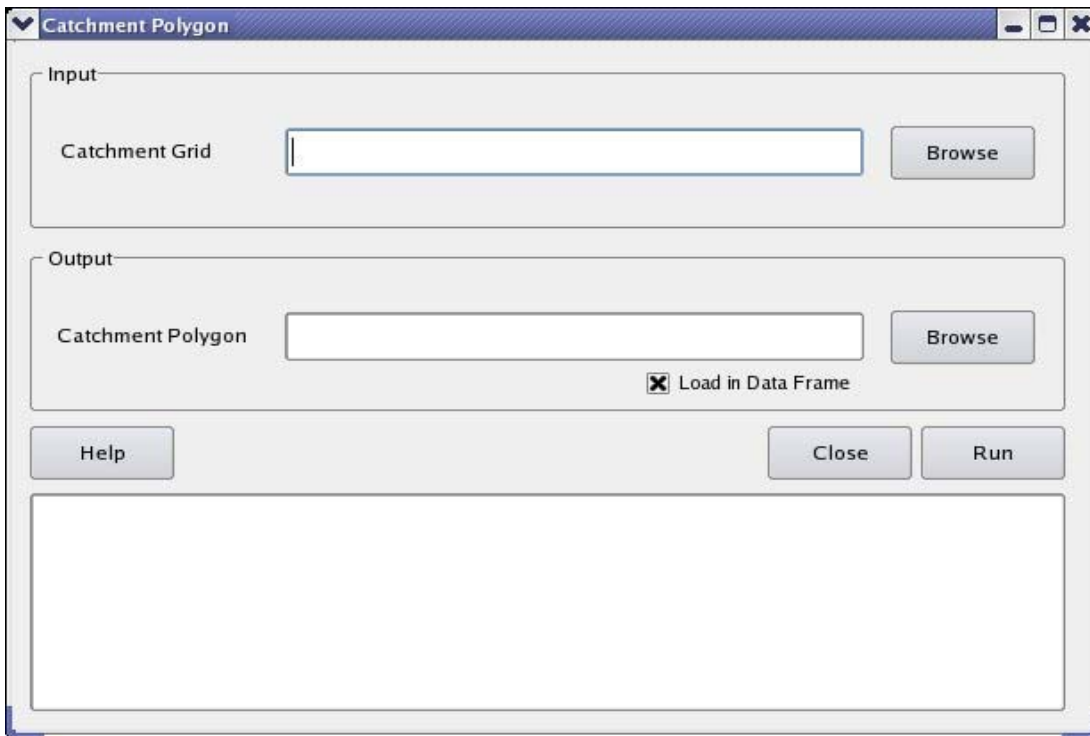 Catchment Polygon
Input
Catchment Grid
Browse
Output
Catchment Polygon
Browse
Load in Data Frame
Help
Close
Run